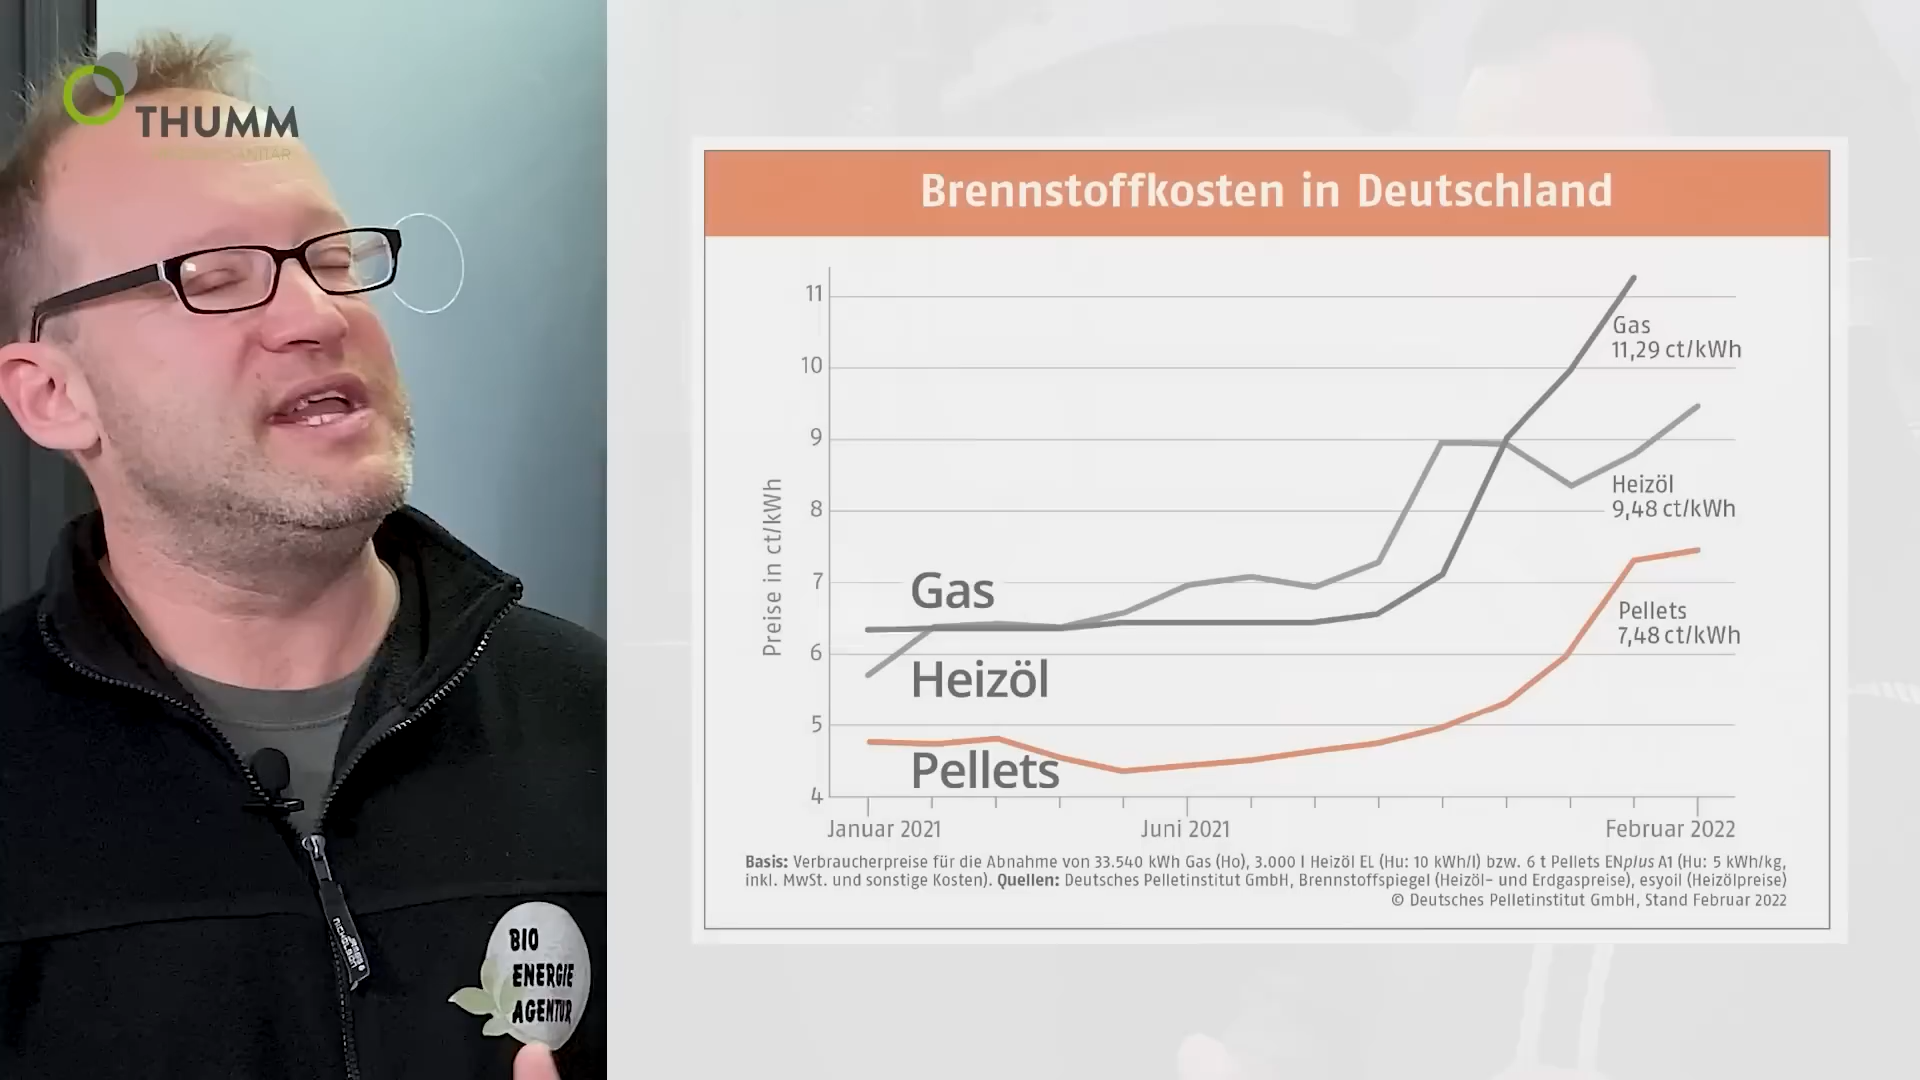 THUMM
Brennstoffkosten in Deutschland
Preise in ct/kWh
11
10
9
8
7
6
5
4
Gas
11,29 ct/kWh
Heizöl
9,48 ct/kWh
Pellets
7,48 ct/kWh
Gas
Heizöl
Pellets
Januar 2021
Juni 2021
Februar 2022
Basis: Verbraucherpreise für die Abnahme von 33.540 kWh Gas (Ho), 3.000 l Heizöl EL (Hu: 10 kWh/l) bzw. 6 t Pellets ENplus A1 (Hu: 5 kWh/kg,
inkl. MwSt. und sonstige Kosten). Quellen: Deutsches Pelletinstitut GmbH, Brennstoffspiegel (Heizöl- und Erdgaspreise), esyoil (Heizölpreise)
© Deutsches Pelletinstitut GmbH, Stand Februar 2022
BIO
ENERGIE
AGENTUR